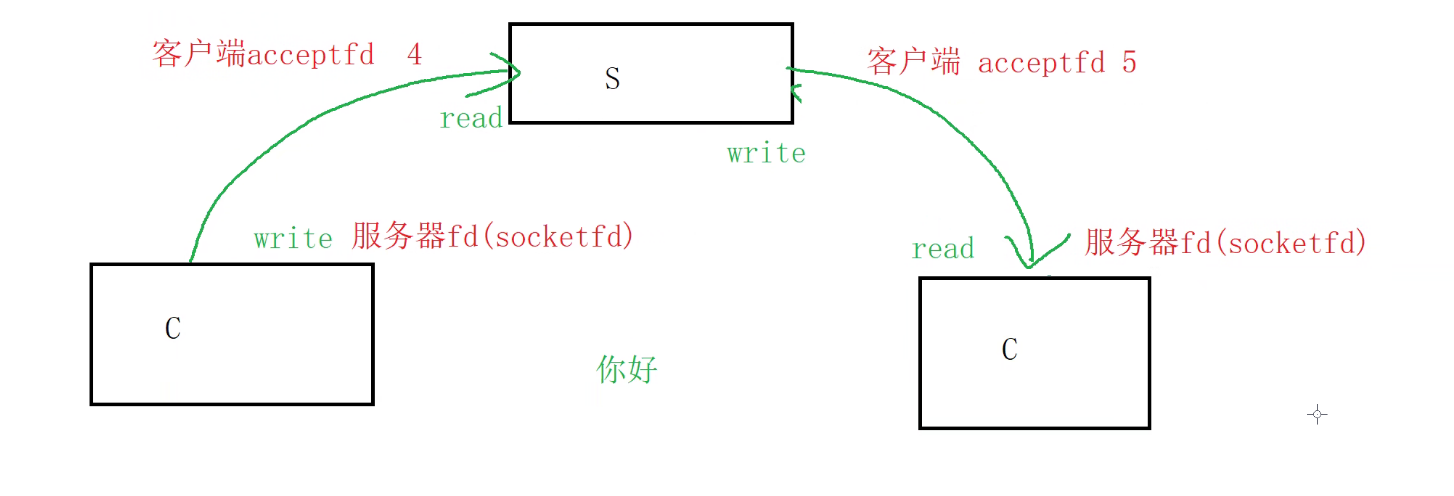 客户端acceptfd 4
S
客户端 acceptfd 5
read
write
write 服务器fd(socketfd)
read 服务器fd(socketfd)
C
C
你好